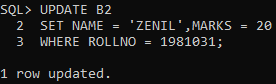 SQL> UPDATE B2
  2  SET NAME = 'ZENIL',MARKS = 20
  3  WHERE ROLLNO = 1981031;
1 row updated.